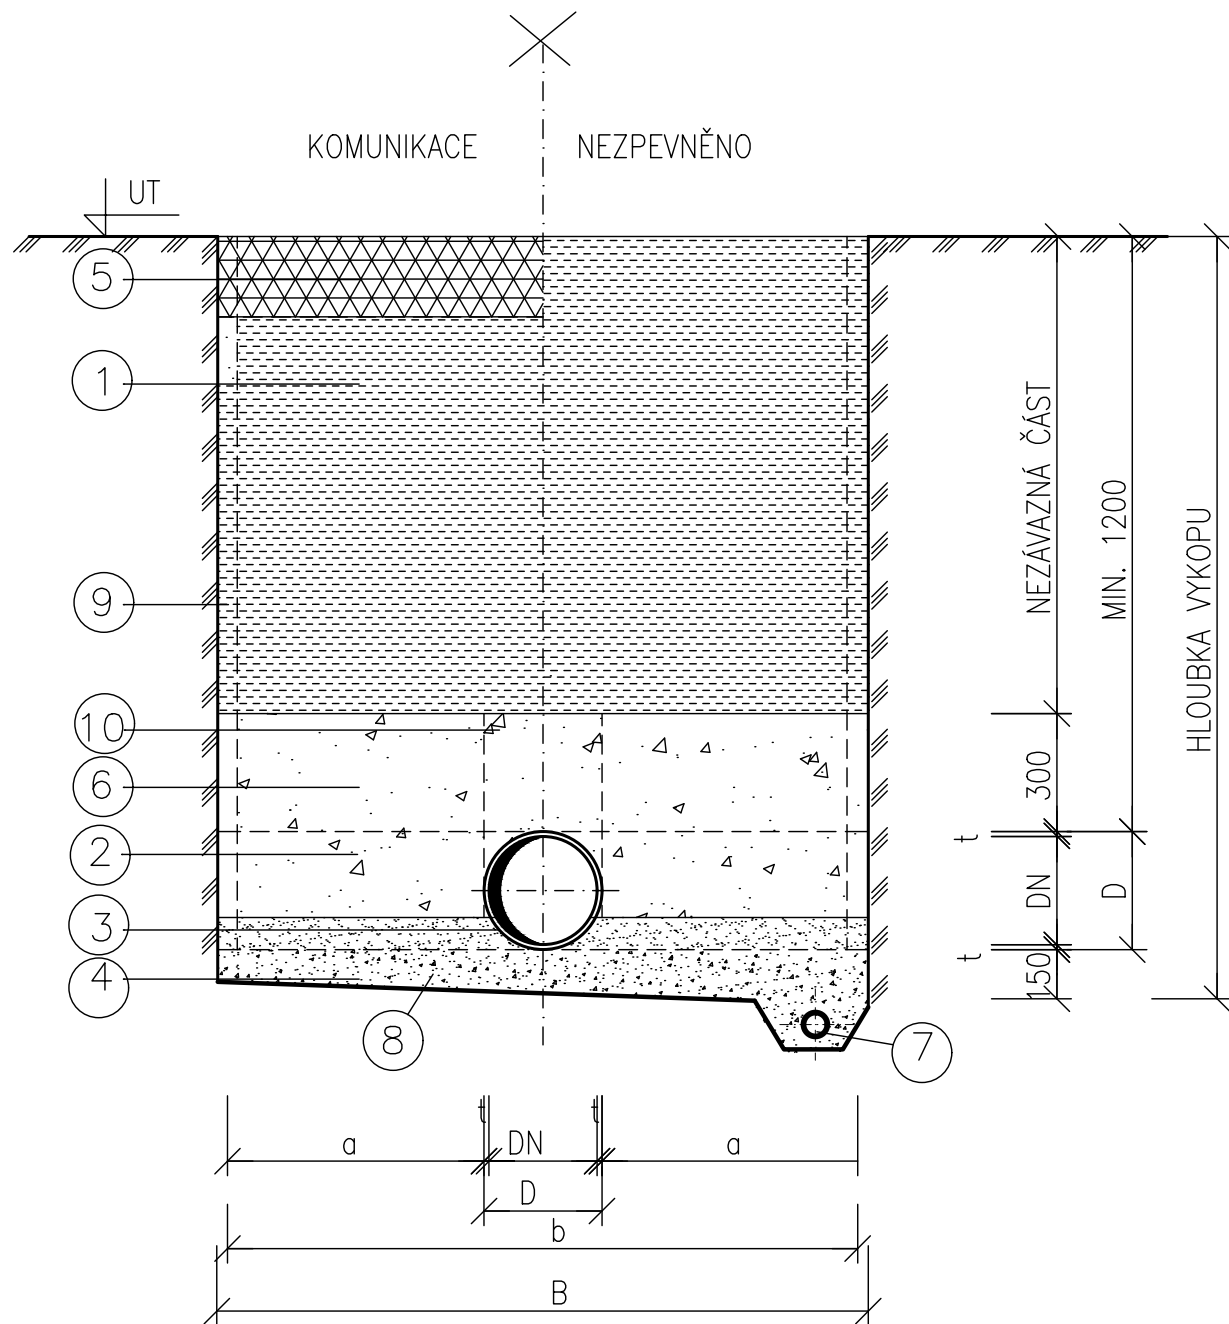 KOMUNIKACE NEZPEVNĚNO
UT
5
1
9
10
6
2
3
4
8
7
NEZÁVAZNÁ ČÁST
300
t
DN
t
150
MIN. 1200
D
HLOUBKA VYKOPU
t t
a DN a
D
b
B